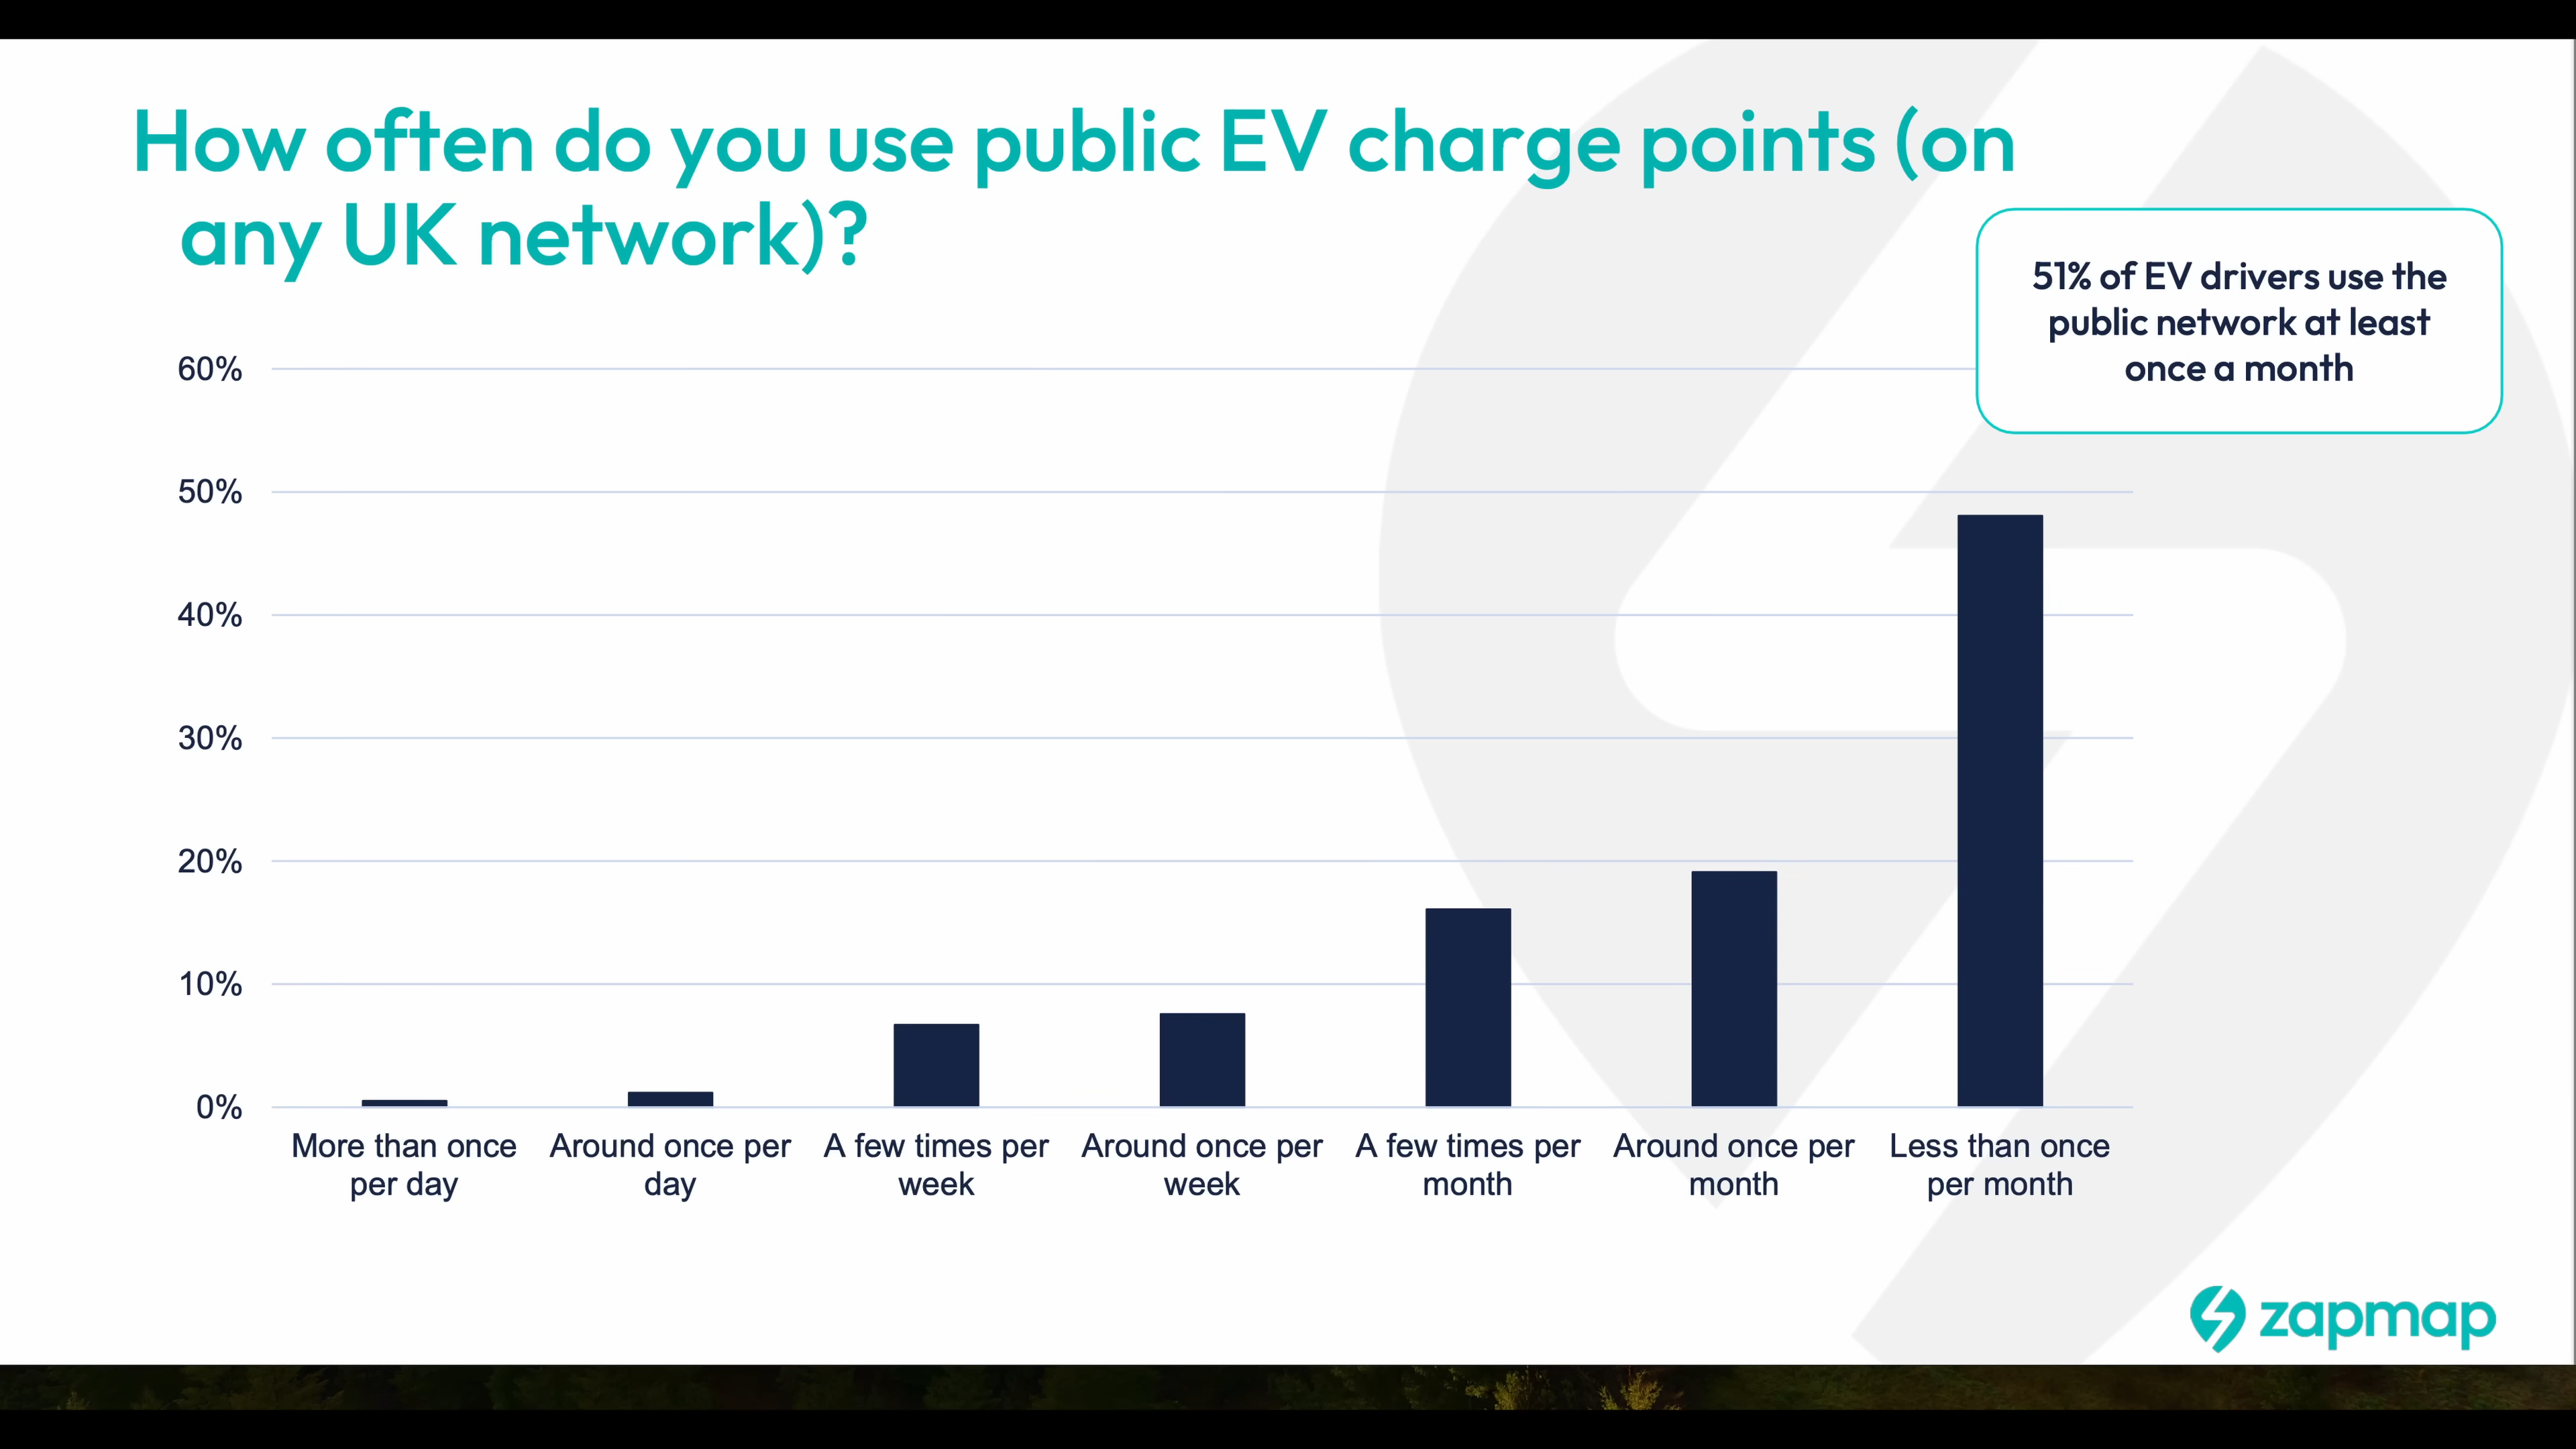 How often do you use public EV charge points (on
any UK network)?
51% of EV drivers use the
public network at least
once a month
60%
50%
40%
30%
20%
10%
0%
More than once
per day
Around once per
day
A few times per
week
Around once per
week
A few times per
month
Around once per
month
Less than once
per month
zapmap